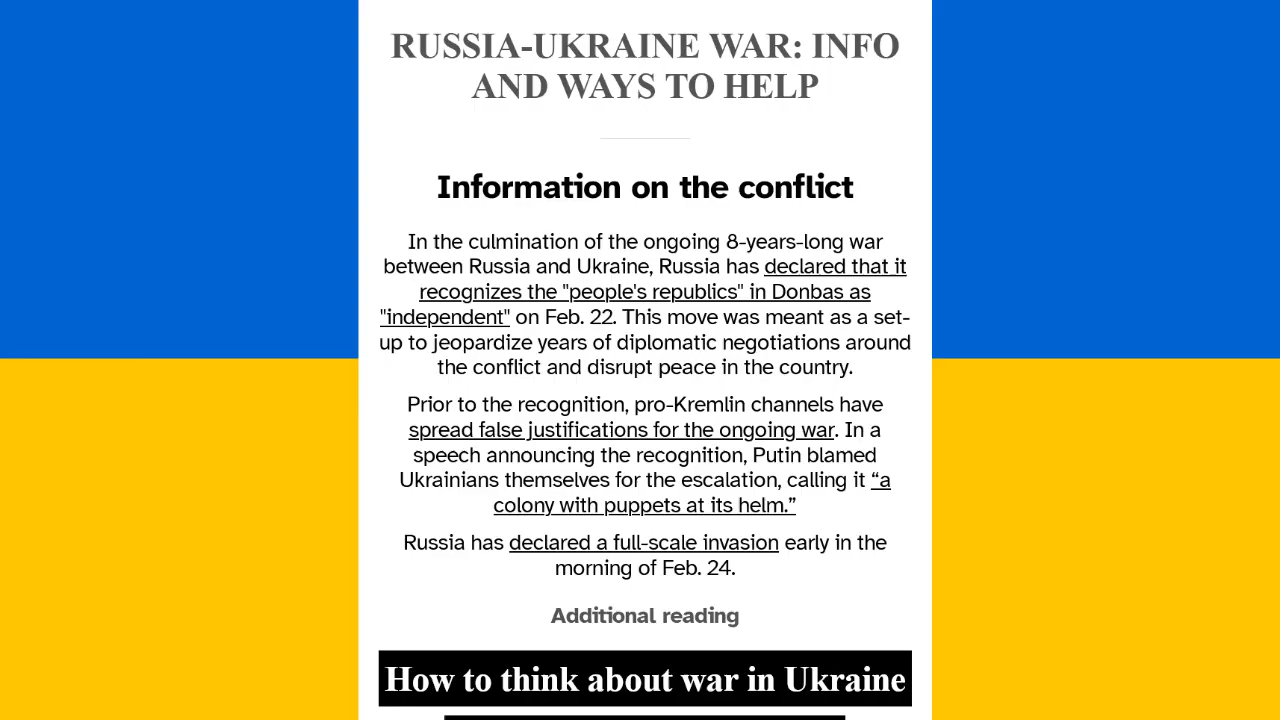 RUSSIA-UKRAINE WAR: INFO
AND WAYS TO HELP
Information on the conflict
In the culmination of the ongoing 8-years-long war
between Russia and Ukraine, Russia has declared that it
recognizes the "people's republics" in Donbas as
"independent" on Feb. 22. This move was meant as a set-
up to jeopardize years of diplomatic negotiations around
the conflict and disrupt peace in the country.
Prior to the recognition, pro-Kremlin channels have
spread false justifications for the ongoing war. In a
speech announcing the recognition, Putin blamed
Ukrainians themselves for the escalation, calling it “a
colony with puppets at its helm.”
Russia has declared a full-scale invasion early in the
morning of Feb. 24.
Additional reading
How to think about war in Ukraine